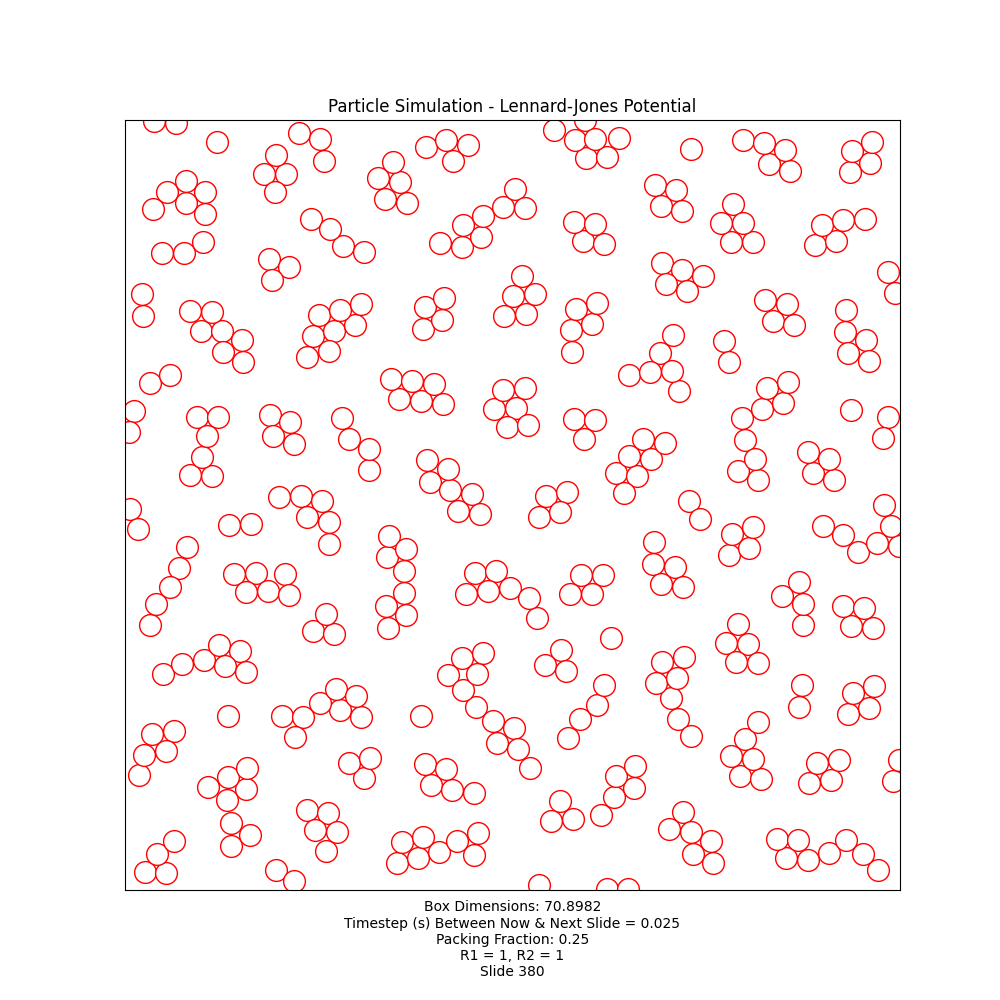 Particle Simulation - Lennard-Jones Potential
Box Dimensions: 70.8982
Timestep (s) Between Now & Next Slide = 0.025
Packing Fraction: 0.25
R1 = 1, R2 = 1
Slide 380